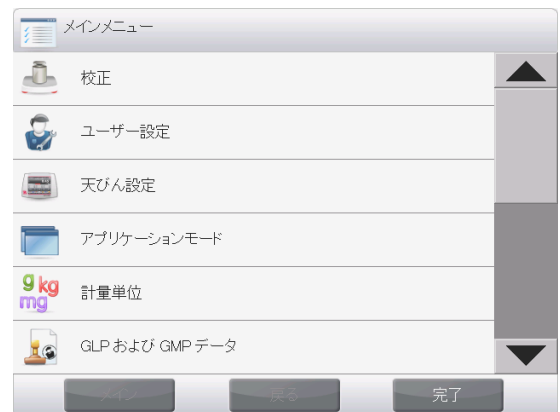 メインメニュー
校正
ユーザー設定
天びん設定
アプリケーションモード
g kg
mg
計量単位
GLP および GMP データ
メイン
戻る
完了